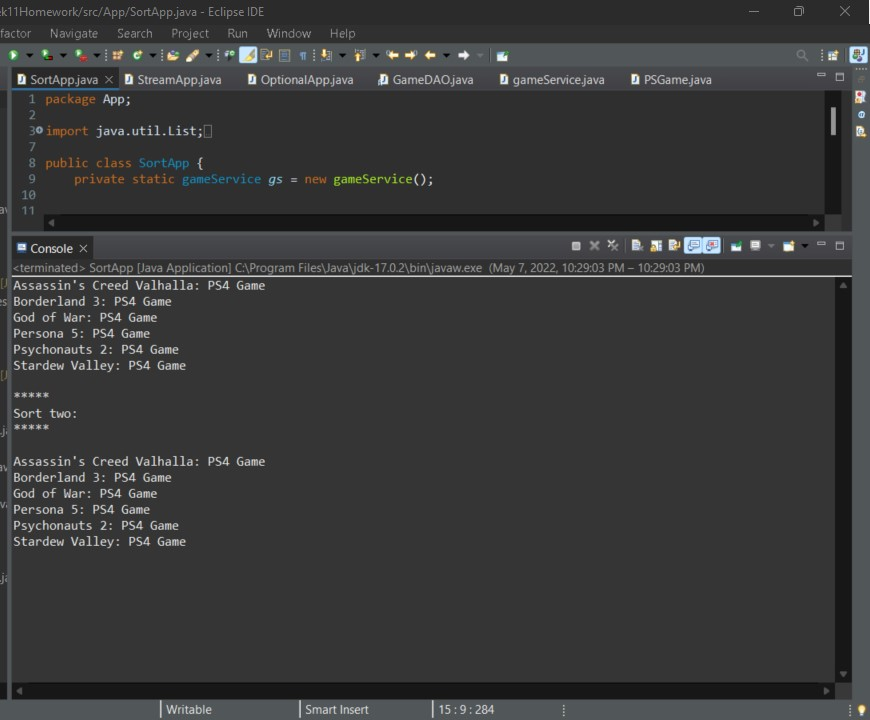 ek11Homework/src/App/SortApp.java - Eclipse IDE
factor Navigate Search Project Run Window Help
SortApp.java StreamApp.java OptionalApp.java GameDAO.java gameService.java PSGame.java
1 package App;
2
3 import java.util.List;
7
8 public class SortApp {
9 private static gameService gs = new gameService();
10
11
Console
<terminated> SortApp [Java Application] C:\Program Files\Java\jdk-17.0.2\bin\javaw.exe (May 7, 2022, 10:29:03 PM – 10:29:03 PM)
Assassin's Creed Valhalla: PS4 Game
Borderland 3: PS4 Game
God of War: PS4 Game
Persona 5: PS4 Game
Psychonauts 2: PS4 Game
Stardew Valley: PS4 Game
*****
Sort two:
*****
Assassin's Creed Valhalla: PS4 Game
Borderland 3: PS4 Game
God of War: PS4 Game
Persona 5: PS4 Game
Psychonauts 2: PS4 Game
Stardew Valley: PS4 Game
Writable Smart Insert 15 : 9 : 284